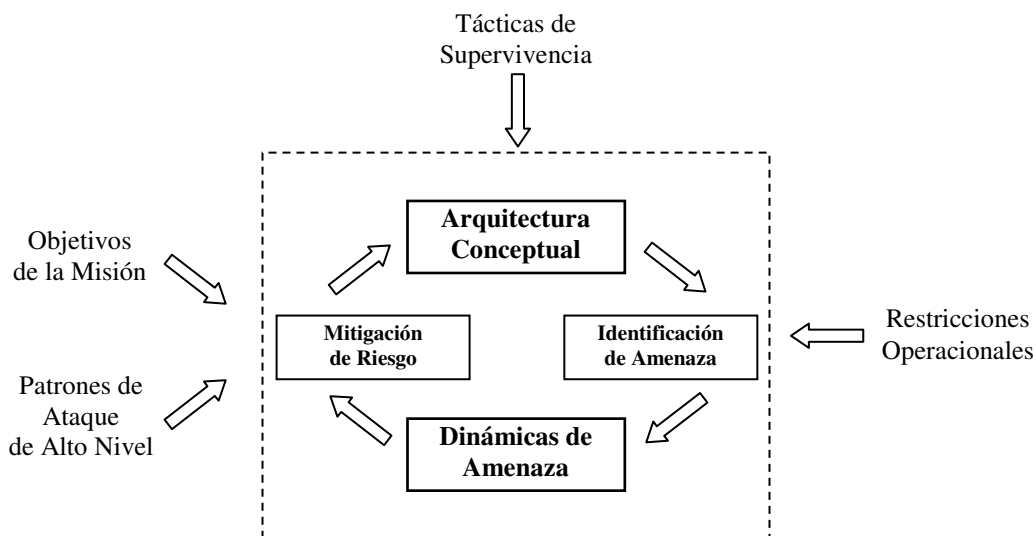 Tácticas de
Supervivencia
Arquitectura
Conceptual
Objetivos
de la Misión
Mitigación
de Riesgo
Identificación
de Amenaza
Restricciones
Operacionales
Patrones de
Ataque
de Alto Nivel
Dinámicas de
Amenaza